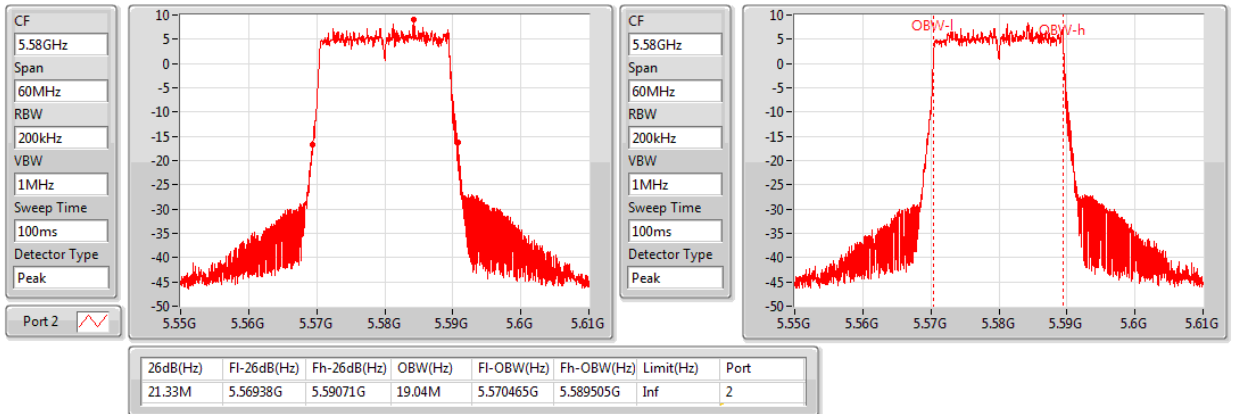 CF
5.58GHz
Span
60MHz
RBW
200kHz
VBW
1MHz
Sweep Time
100ms
Detector Type
Peak
Port 2
10
5
0
-5
-10
-15
-20
-25
-30
-35
-40
-45
-50
5.55G 5.56G 5.57G 5.58G 5.59G 5.6G 5.61G
CF
5.58GHz
Span
60MHz
RBW
200kHz
VBW
1MHz
Sweep Time
100ms
Detector Type
Peak
10
5
0
-5
-10
-15
-20
-25
-30
-35
-40
-45
-50
OBW-l
OBW-h
5.55G 5.56G 5.57G 5.58G 5.59G 5.6G 5.61G
26dB(Hz) Fl-26dB(Hz) Fh-26dB(Hz) OBW(Hz) Fl-OBW(Hz) Fh-OBW(Hz) Limit(Hz) Port
21.33M 5.56938G 5.59071G 19.04M 5.570465G 5.589505G Inf 2